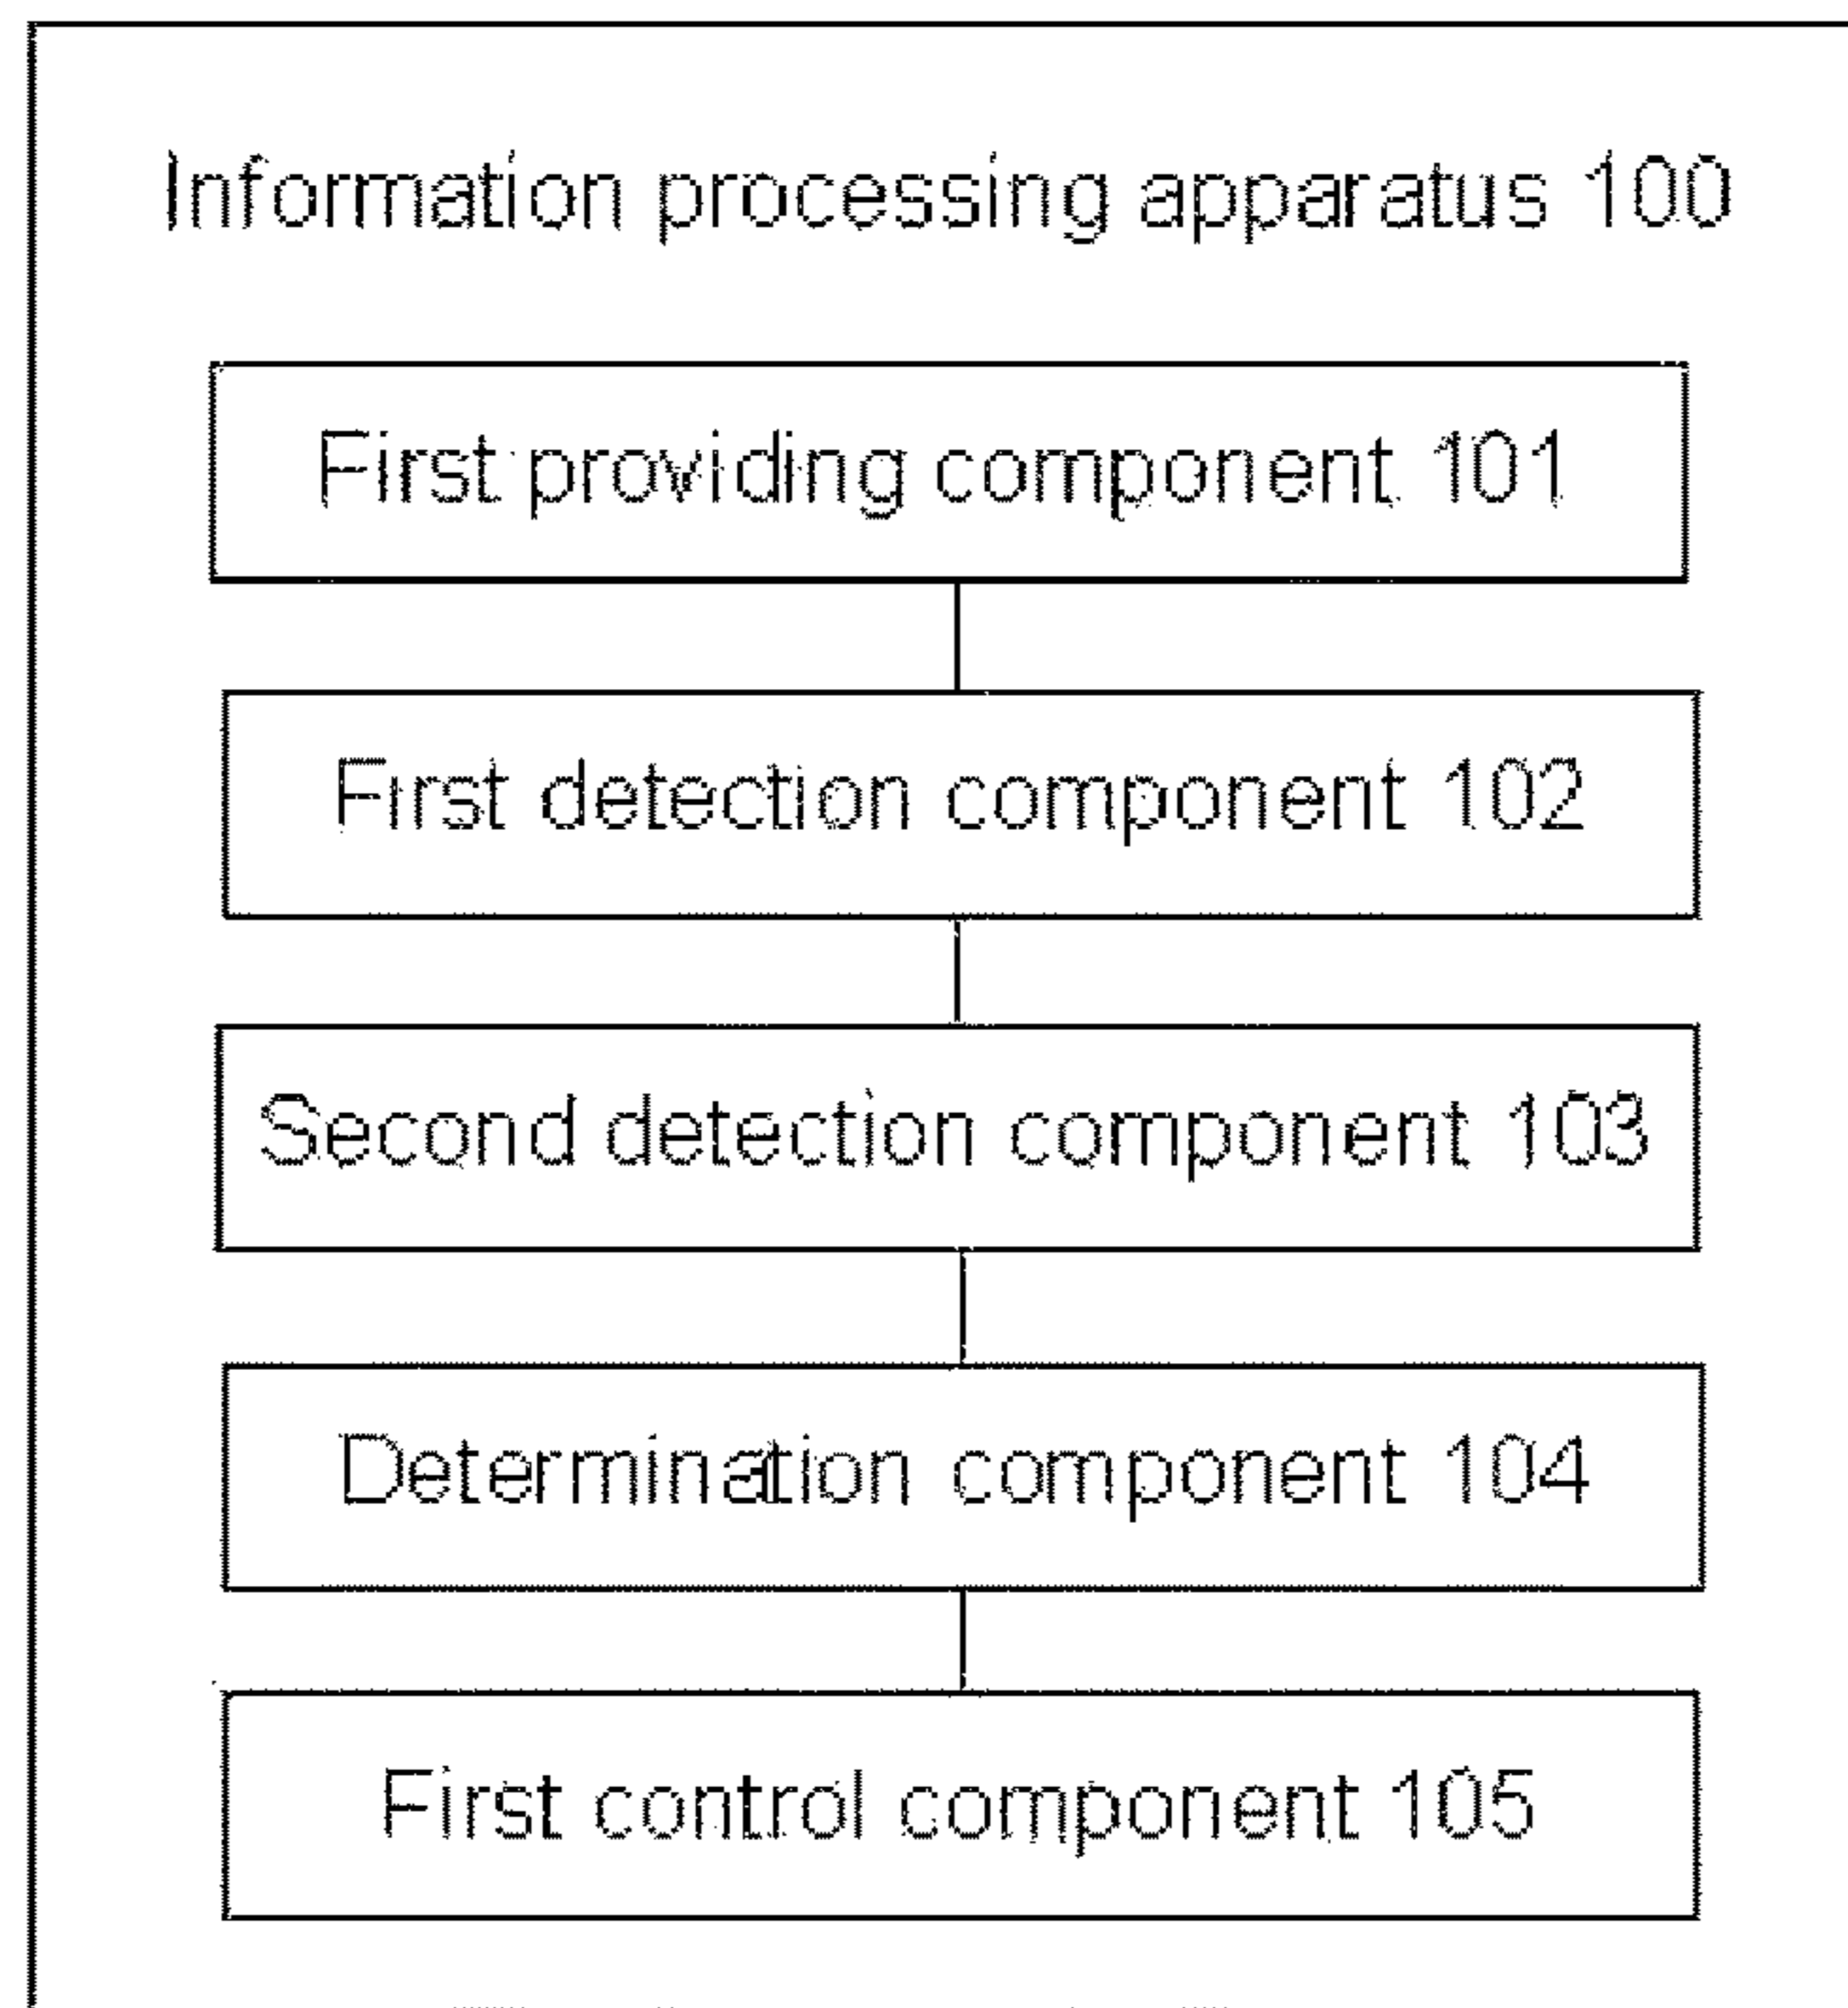 Information processing apparatus 100
First providing component 101
First detection component 102
Second detection component 103
Determination component 104
First control component 105